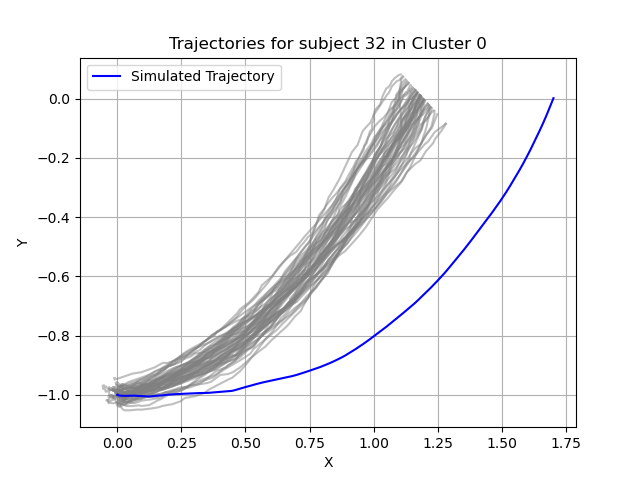 Trajectories for subject 32 in Cluster 0
Simulated Trajectory
0.0
−0.2
−0.4
−0.6
−0.8
−1.0
Y
0.00 0.25 0.50 0.75 1.00 1.25 1.50 1.75
X